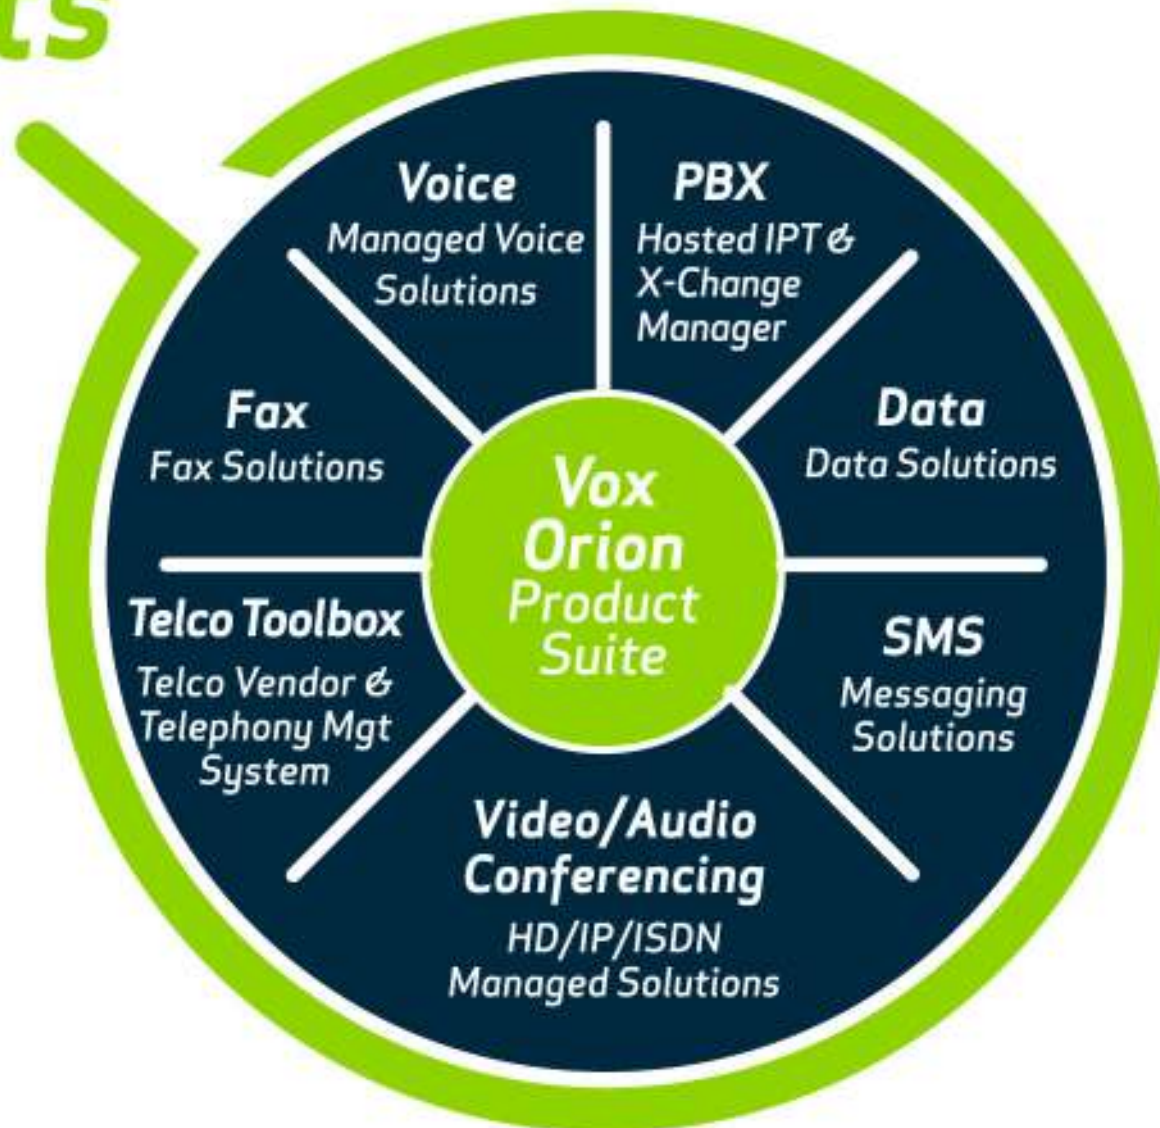 ts
Voice
Managed Voice
Solutions
PBX
Hosted IPT &
X-Change
Manager
Data
Data Solutions
SMS
Messaging
Solutions
Video/Audio
Conferencing
HD/IP/ISDN
Managed Solutions
Telco Toolbox
Telco Vendor &
Telephony Mgt
System
Fax
Fax Solutions
Vox
Orion
Product
Suite